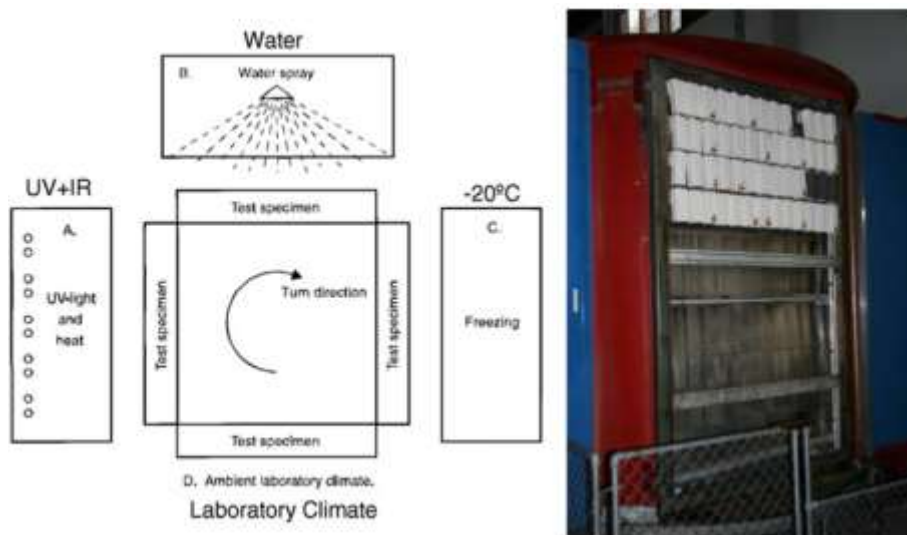 Water
B.
Water spray
UV+IR
A.
UV-light
and
heat
Test specimen
Test specimen
Turn direction
Test specimen
Test specimen
-20ºC
C.
Freezing
D. Ambient laboratory climate.
Laboratory Climate